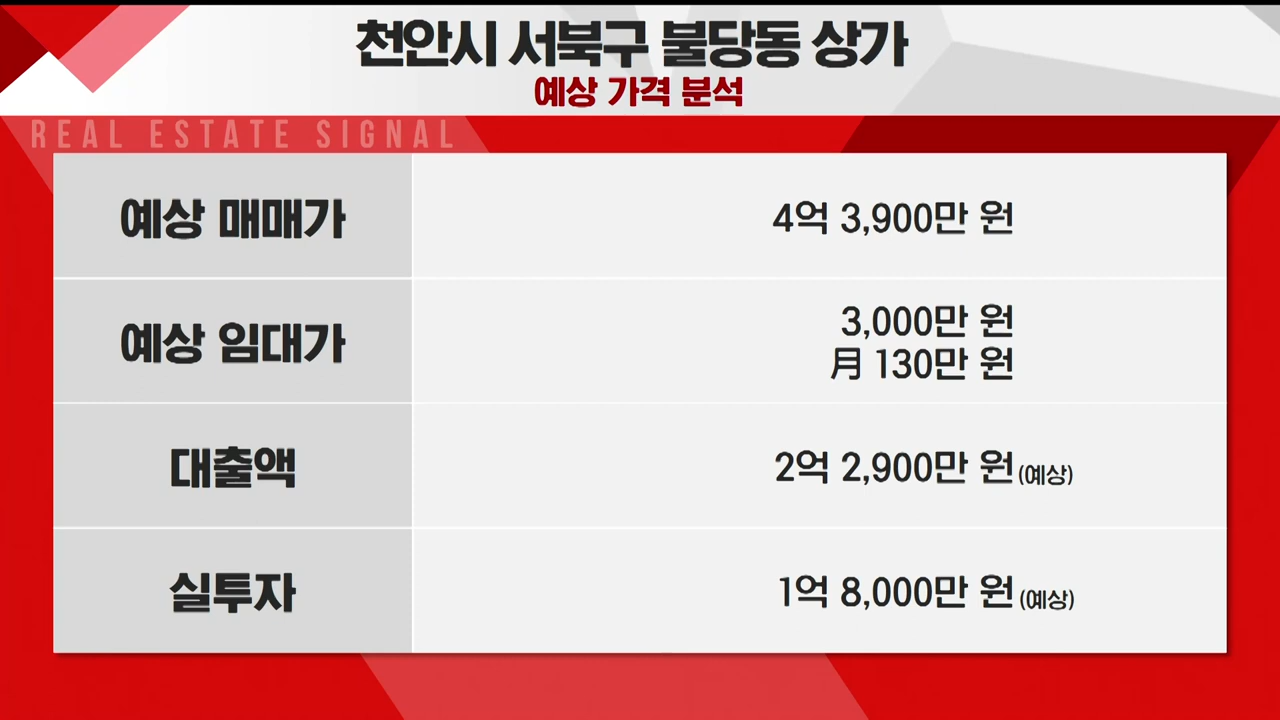 천안시 서북구 불당동 상가
예상 가격 분석
REAL ESTATE SIGNAL
예상 매매가
4억 3,900만 원
예상 임대가
3,000만 원
月 130만 원
대출액
2억 2,900만 원(예상)
실투자
1억 8,000만 원(예상)